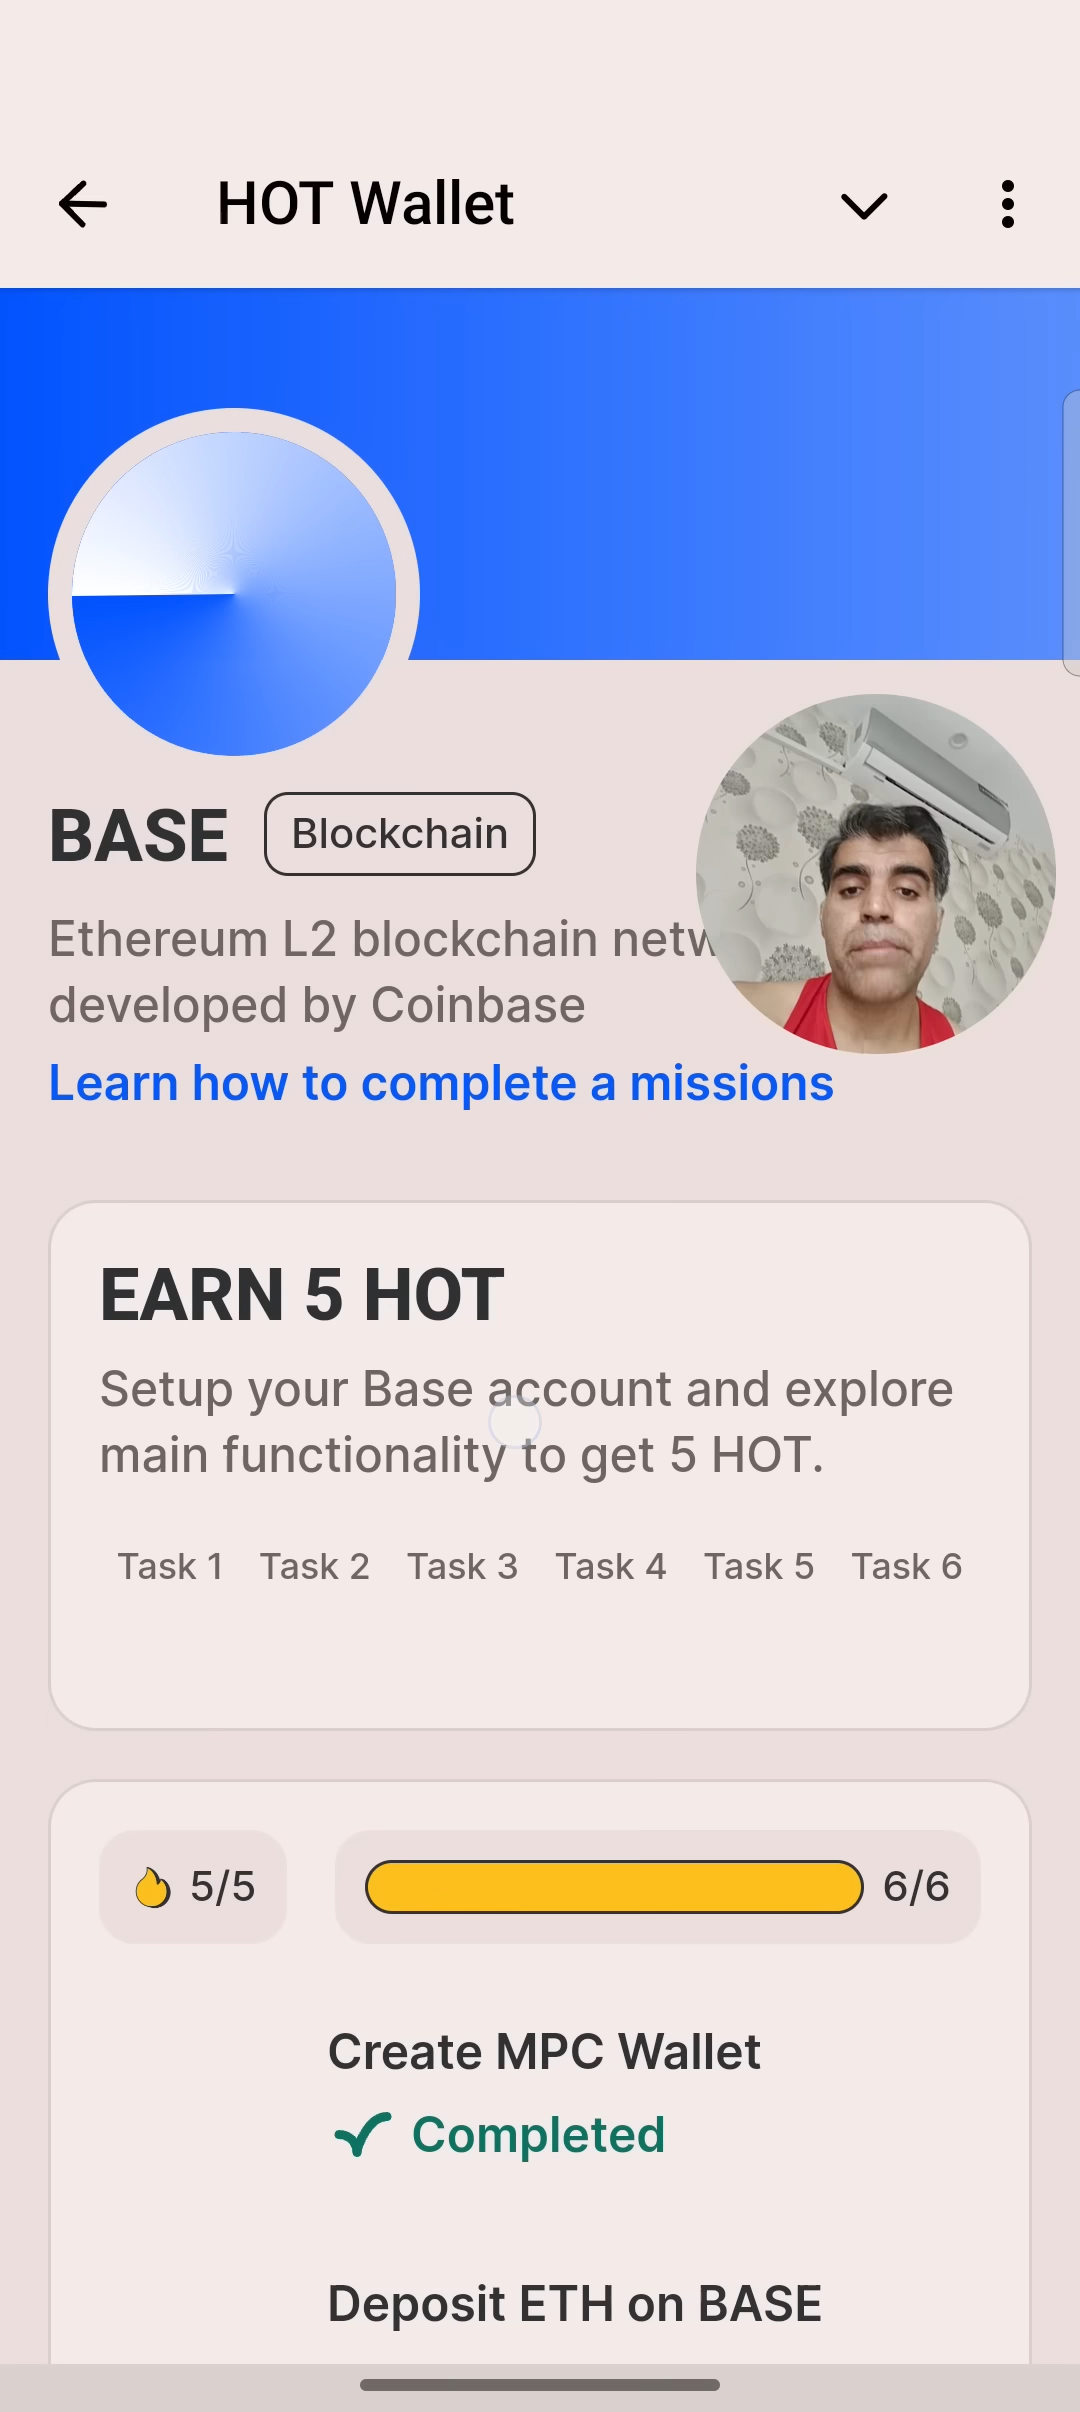 HOT Wallet
BASE
Blockchain
Ethereum L2 blockchain
developed by Coinbase
Learn how to complete a missions
EARN 5 HOT
Setup your Base account and explore
main functionality to get 5 HOT.
Task 1 Task 2 Task 3 Task 4 Task 5 Task 6
5/5
6/6
Create MPC Wallet
Completed
Deposit ETH on BASE